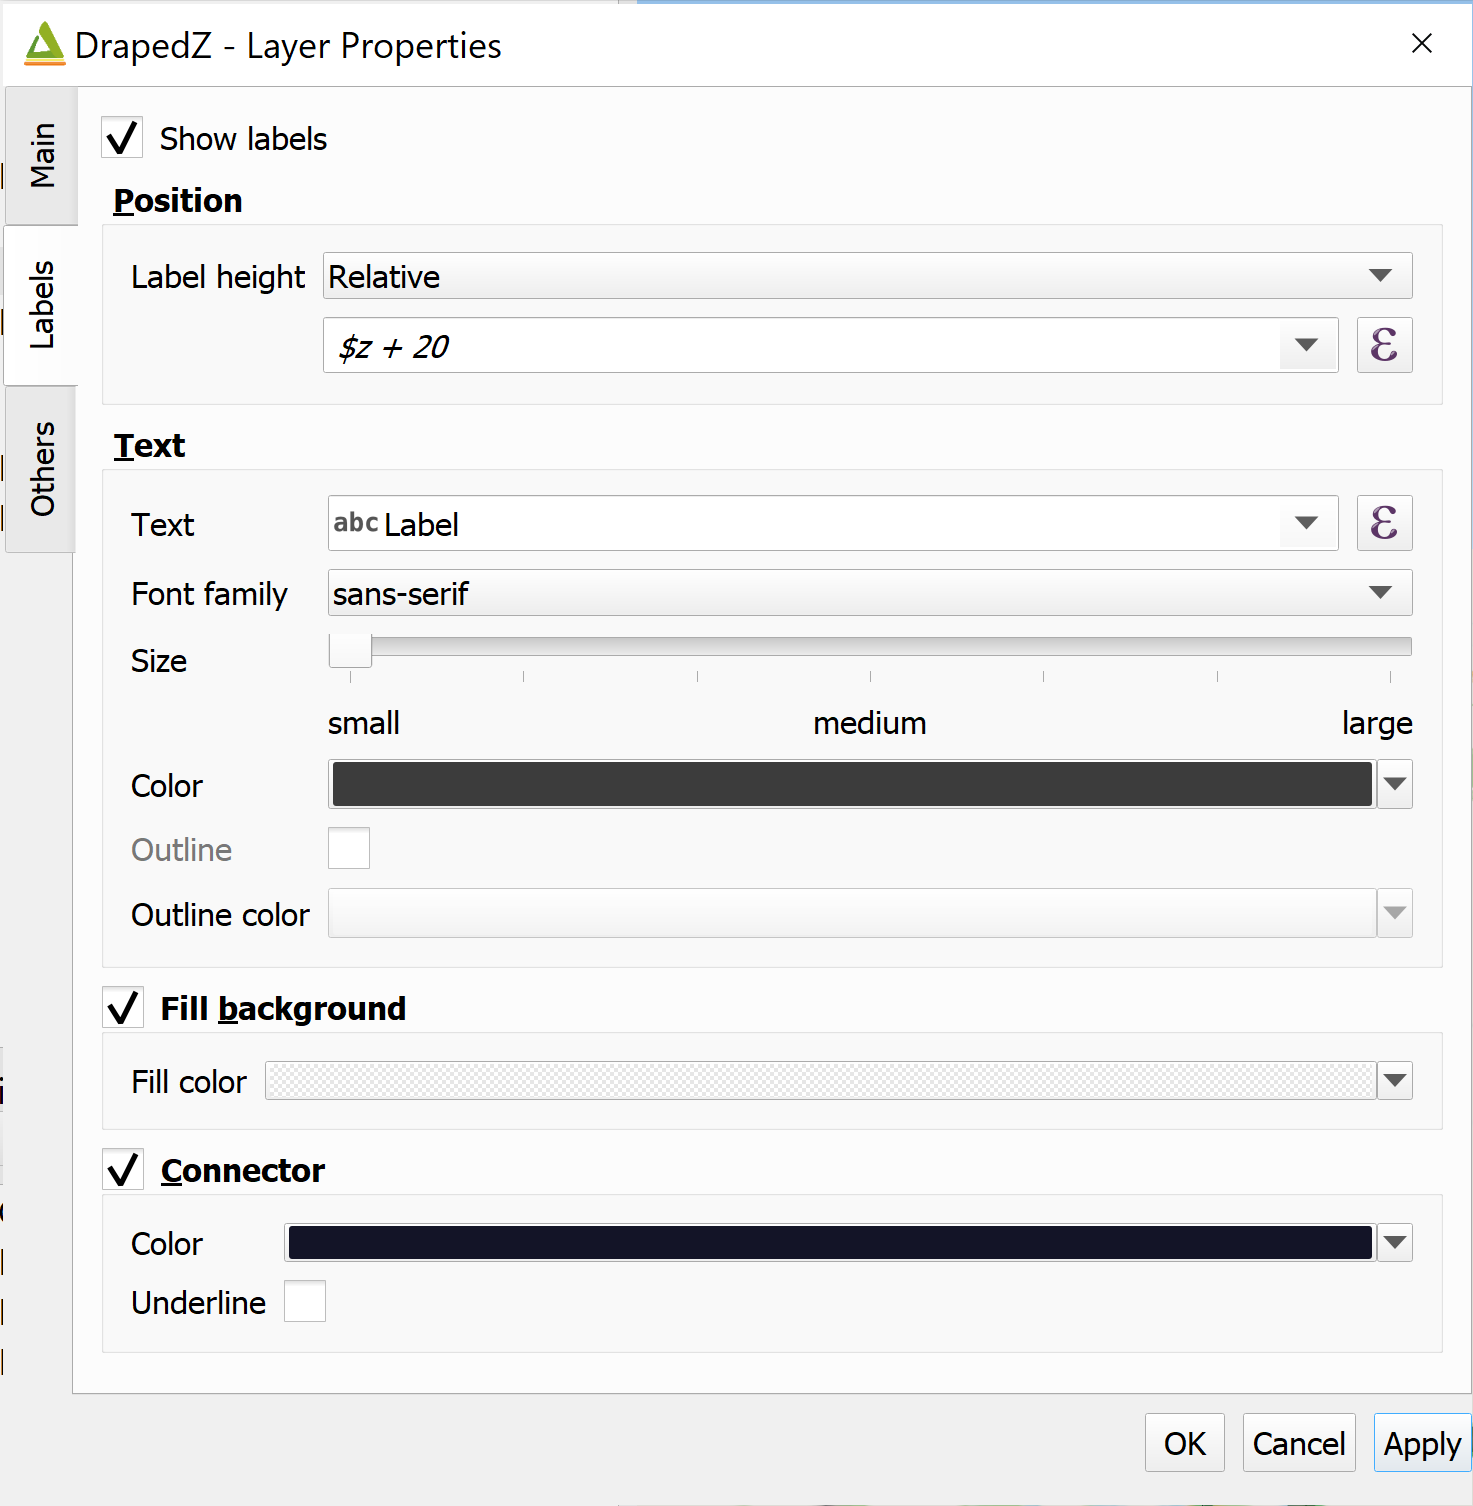 DrapedZ - Layer Properties
Main
Labels
Others
Show labels
Position
Label height Relative
$z + 20
ε
Text
Text abc Label
ε
Font family sans-serif
Size
small medium large
Color
Outline
Outline color
Fill background
Fill color
Connector
Color
Underline
OK Cancel Apply